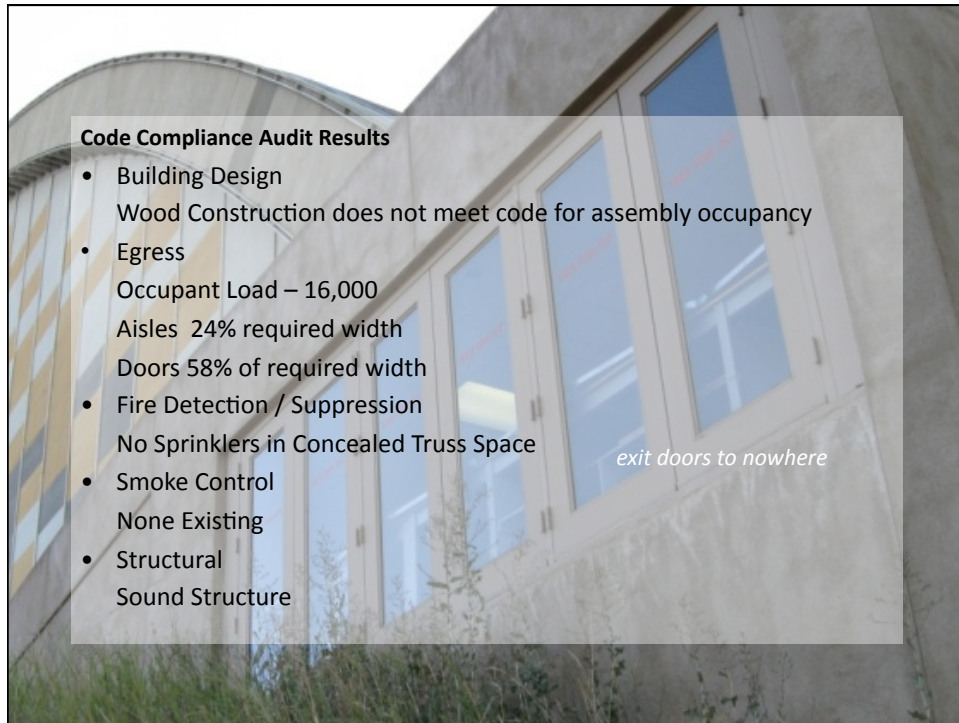 Code Compliance Audit Results
• Building Design
Wood Construction does not meet code for assembly occupancy
• Egress
Occupant Load – 16,000
Aisles  24% required width
Doors 58% of required width
• Fire Detection / Suppression
No Sprinklers in Concealed Truss Space
exit doors to nowhere
• Smoke Control
None Existing
• Structural
Sound Structure